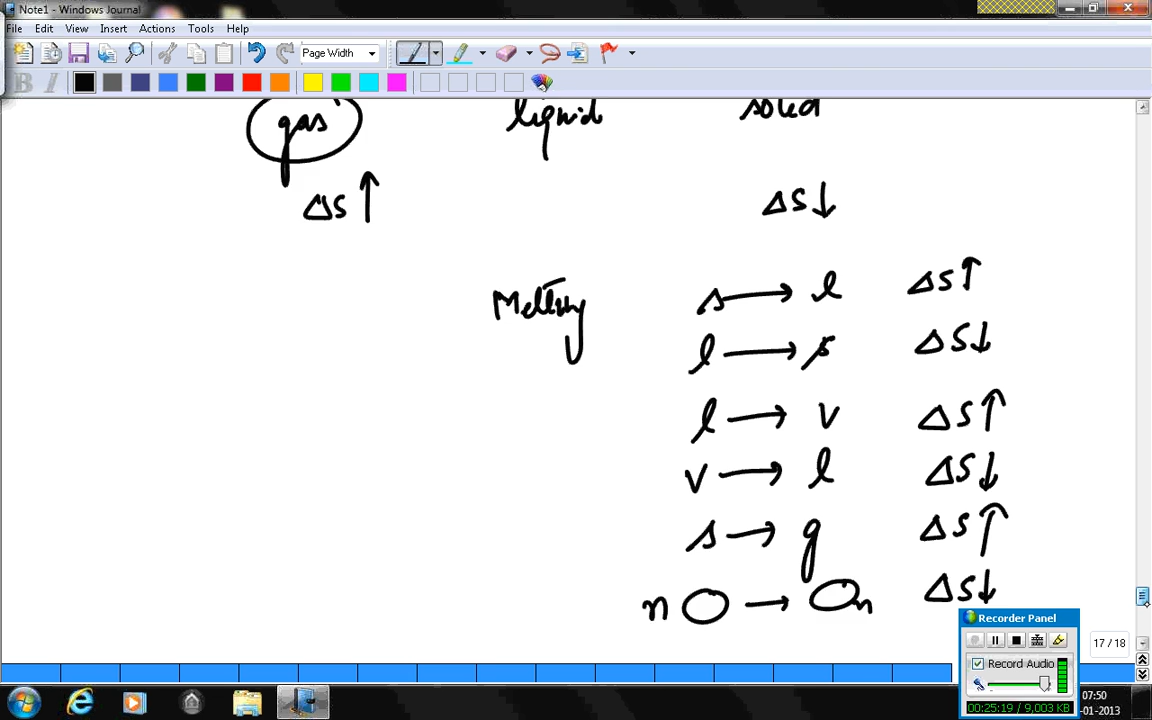 Note1 - Windows Journal
File Edit View Insert Actions Tools Help
Page Width
B I
gas liquid solid
ΔS↑ ΔS↓
Melting s → l ΔS↑
l → s ΔS↓
l → v ΔS↑
v → l ΔS↓
s → g ΔS↑
n O → On ΔS↓
Recorder Panel
17 / 18
Record Audio
00:25:19 / 9,003 KB
07:50
-01-2013